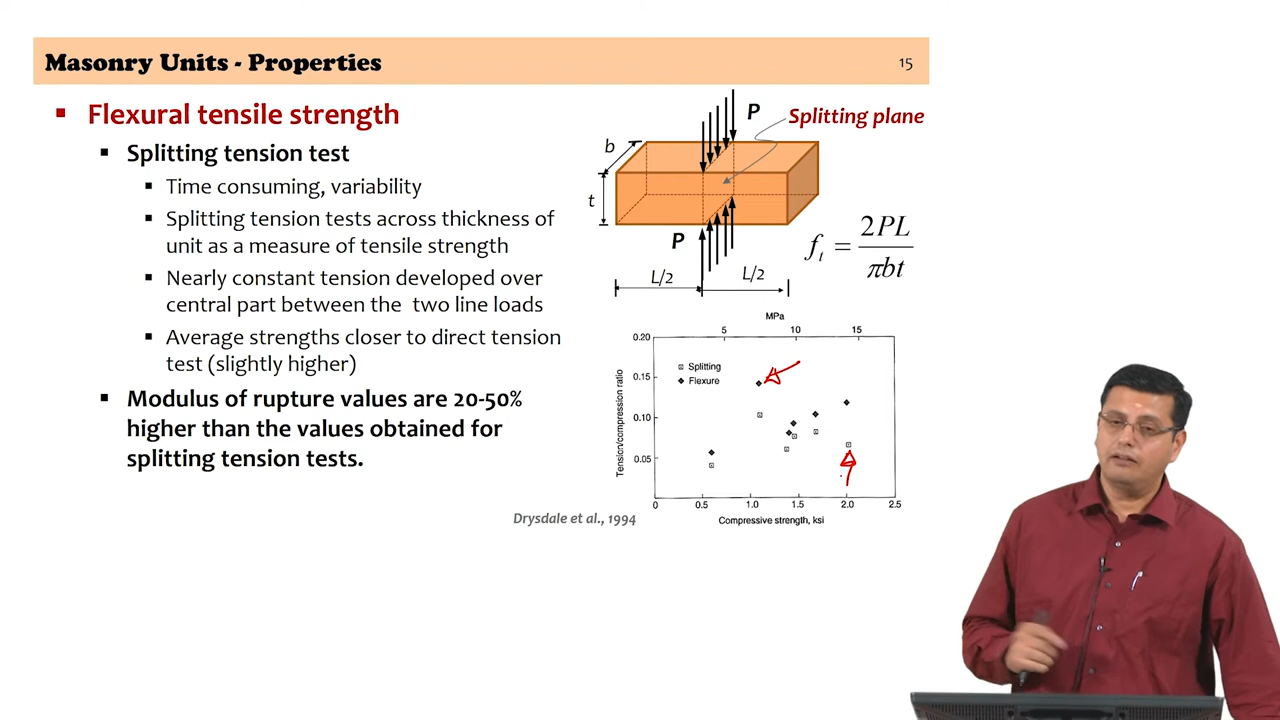 Masonry Units - Properties
15
Flexural tensile strength
Splitting tension test
Time consuming, variability
Splitting tension tests across thickness of
unit as a measure of tensile strength
Nearly constant tension developed over
central part between the two line loads
Average strengths closer to direct tension
test (slightly higher)
Modulus of rupture values are 20-50%
higher than the values obtained for
splitting tension tests.
P
Splitting plane
b
t
P
L/2
L/2
fₜ = 2PL / πbt
MPa
5 10 15
0.20
0.15
0.10
0.05
Splitting
Flexure
Tension/compression ratio
0 0.5 1.0 1.5 2.0 2.5
Compressive strength, ksi
Drysdale et al., 1994